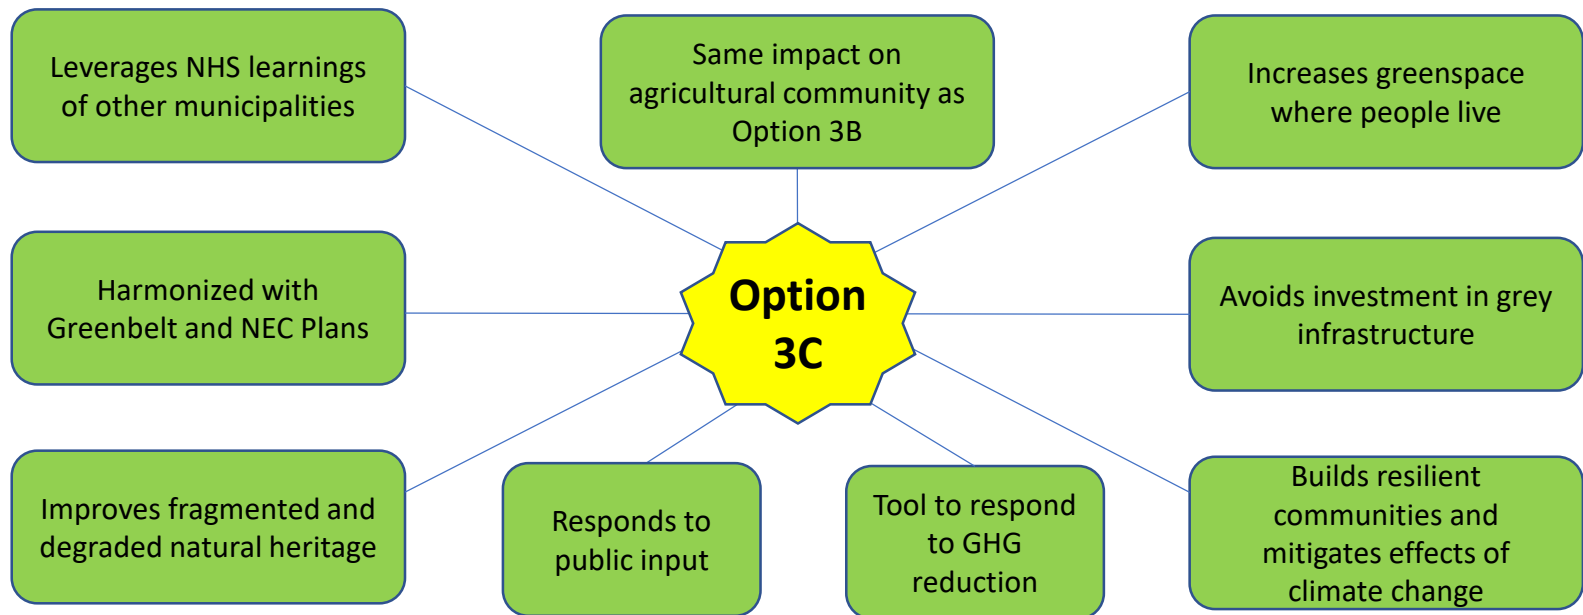 Leverages NHS learnings
of other municipalities
Same impact on
agricultural community as
Option 3B
Increases greenspace
where people live
Harmonized with
Greenbelt and NEC Plans
Option
3C
Avoids investment in grey
infrastructure
Improves fragmented and
degraded natural heritage
Responds to
public input
Tool to respond
to GHG
reduction
Builds resilient
communities and
mitigates effects of
climate change